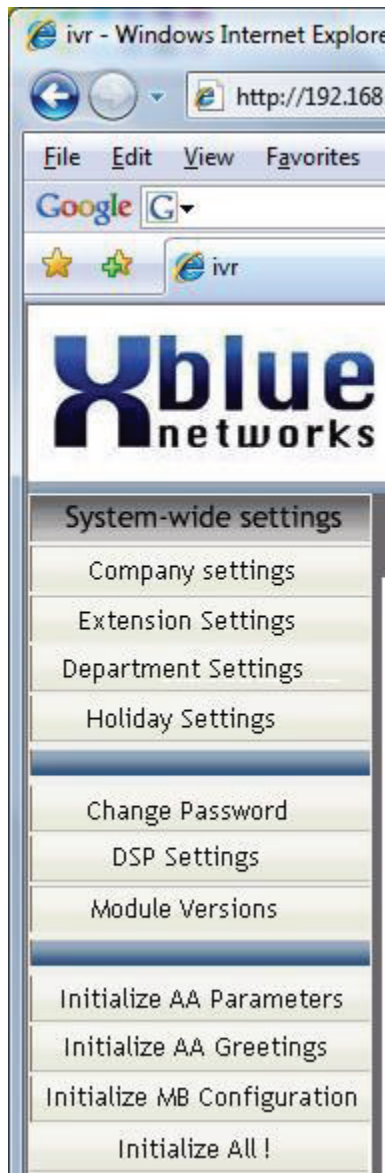 ivr - Windows Internet Explore
http://192.168
File Edit View Favorites
Google G
ivr
Xblue
networks
System-wide settings
Company settings
Extension Settings
Department Settings
Holiday Settings
Change Password
DSP Settings
Module Versions
Initialize AA Parameters
Initialize AA Greetings
Initialize MB Configuration
Initialize All !